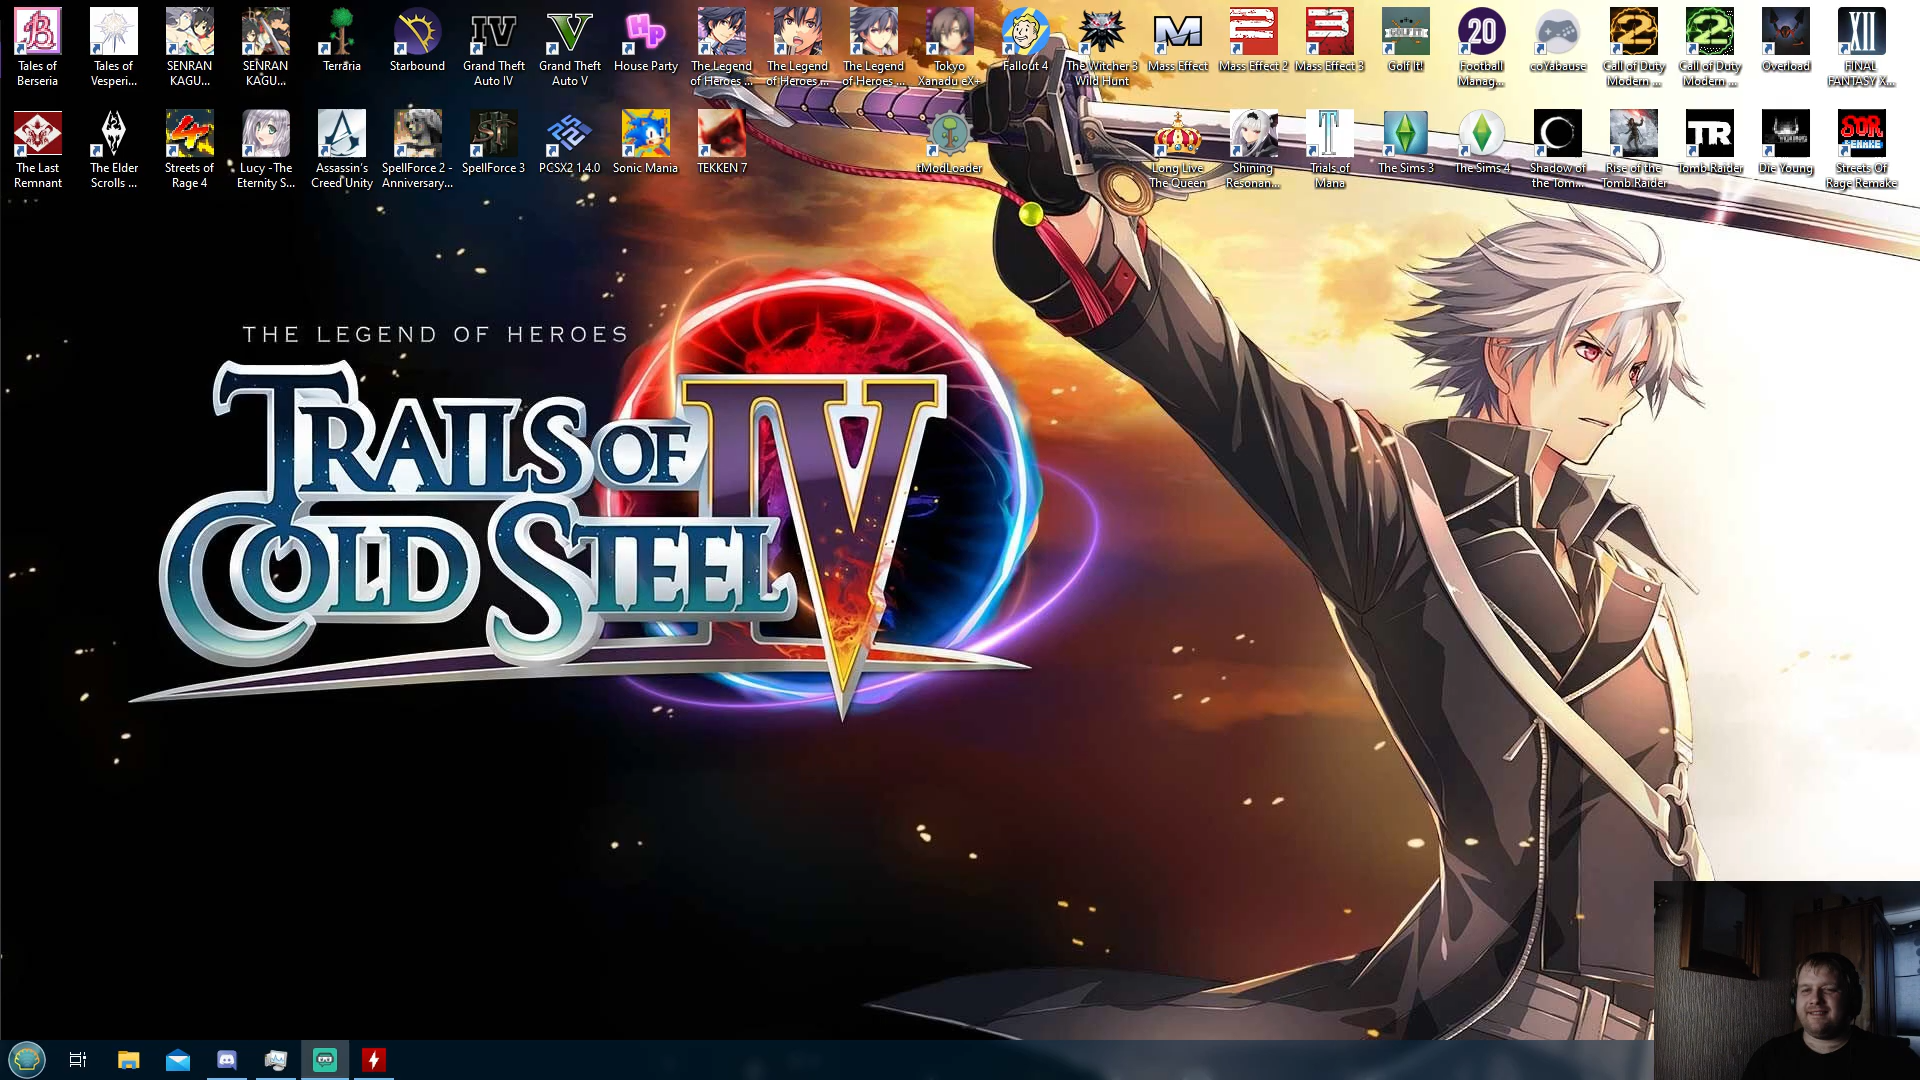 Tales of
Berseria
Tales of
Vesperi...
SENRAN
KAGU...
SENRAN
KAGU...
Terraria
Starbound
Grand Theft
Auto IV
Grand Theft
Auto V
House Party
The Legend
of Heroes ...
The Legend
of Heroes ...
The Legend
of Heroes ...
Tokyo
Xanadu eX+
Fallout 4
The Witcher 3
Wild Hunt
Mass Effect
Mass Effect 2
Mass Effect 3
Golf It!
Football
Manag...
coYabause
Call of Duty
Modern ...
Call of Duty
Modern ...
Overload
FINAL
FANTASY X...
The Last
Remnant
The Elder
Scrolls ...
Streets of
Rage 4
Lucy -The
Eternity S...
Assassin's
Creed Unity
SpellForce 2 -
Anniversary...
SpellForce 3
PCSX2 1.4.0
Sonic Mania
TEKKEN 7
tModLoader
Long Live
The Queen
Shining
Resonan...
Trials of
Mana
The Sims 3
The Sims 4
Shadow of
the Tom...
Rise of the
Tomb Raider
Tomb Raider
Die Young
Streets Of
Rage Remake
THE LEGEND OF HEROES
TRAILS OF
COLD STEEL IV